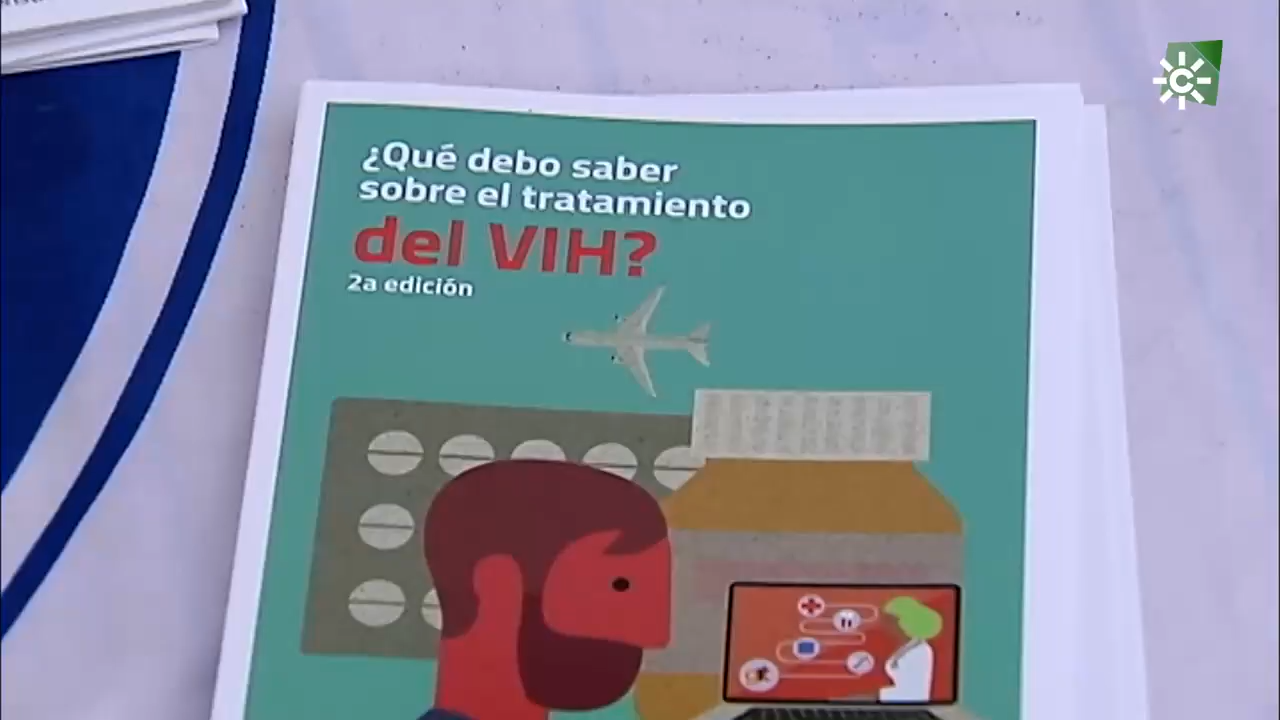 ¿Qué debo saber
sobre el tratamiento
del VIH?
2a edición